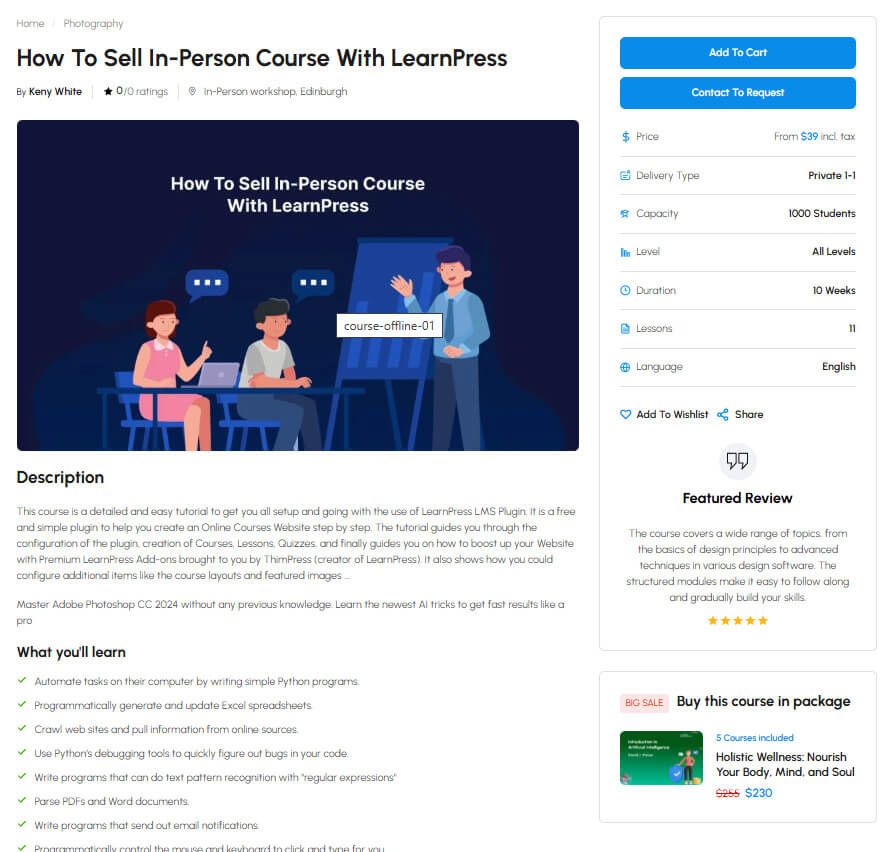 Home / Photography
How To Sell In-Person Course With LearnPress
By Keny White
0/0 ratings
In-Person workshop, Edinburgh
How To Sell In-Person Course
With LearnPress
course-offline-01
Description
This course is a detailed and easy tutorial to get you all setup and going with the use of LearnPress LMS Plugin. It is a free
and simple plugin to help you create an Online Courses Website step by step. The tutorial guides you through the
configuration of the plugin, creation of Courses, Lessons, Quizzes, and finally guides you on how to boost up your Website
with Premium LearnPress Add-ons brought to you by ThimPress (creator of LearnPress). It also shows how you could
configure additional items like the course layouts and featured images ...
Master Adobe Photoshop CC 2024 without any previous knowledge. Learn the newest AI tricks to get fast results like a
pro
What you'll learn
Automate tasks on their computer by writing simple Python programs.
Programmatically generate and update Excel spreadsheets.
Crawl web sites and pull information from online sources.
Use Python's debugging tools to quickly figure out bugs in your code.
Write programs that can do text pattern recognition with "regular expressions"
Parse PDFs and Word documents.
Write programs that send out email notifications.
Programmatically control the mouse and keyboard to click and type for you.
Add To Cart
Contact To Request
Price From $39 incl. tax
Delivery Type Private 1-1
Capacity 1000 Students
Level All Levels
Duration 10 Weeks
Lessons 11
Language English
Add To Wishlist Share
Featured Review
The course covers a wide range of topics, from
the basics of design principles to advanced
techniques in various design software. The
structured modules make it easy to follow along
and gradually build your skills.
BIG SALE Buy this course in package
Introduction to
Artificial Intelligence
5 Courses included
Holistic Wellness: Nourish
Your Body, Mind, and Soul
$255 $230